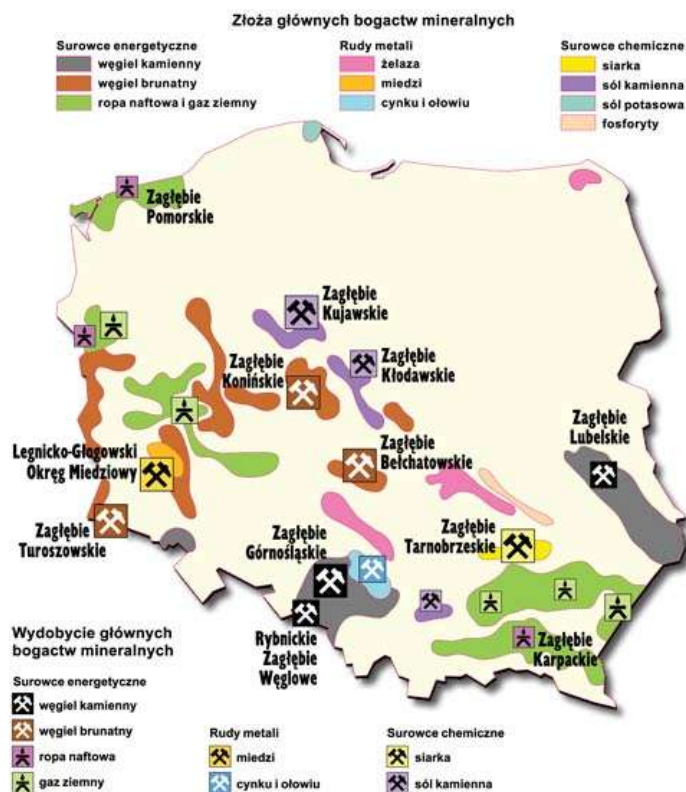 Złoża głównych bogactw mineralnych
Surowce energetyczne
węgiel kamienny
węgiel brunatny
ropa naftowa i gaz ziemny
Rudy metali
żelaza
miedzi
cynku i ołowiu
Surowce chemiczne
siarka
sól kamienna
sól potasowa
fosforyty
Zagłębie
Pomorskie
Zagłębie
Kujawskie
Zagłębie
Konińskie
Zagłębie
Kłodawskie
Zagłębie
Lubelskie
Legnicko-Głogowski
Okręg Miedziowy
Zagłębie
Bełchatowskie
Zagłębie
Turoszowskie
Zagłębie
Górnośląskie
Zagłębie
Tarnobrzeskie
Rybnickie
Zagłębie
Węglowe
Zagłębie
Karpackie
Wydobycie głównych
bogactw mineralnych
Surowce energetyczne
węgiel kamienny
węgiel brunatny
ropa naftowa
gaz ziemny
Rudy metali
miedzi
cynku i ołowiu
Surowce chemiczne
siarka
sól kamienna